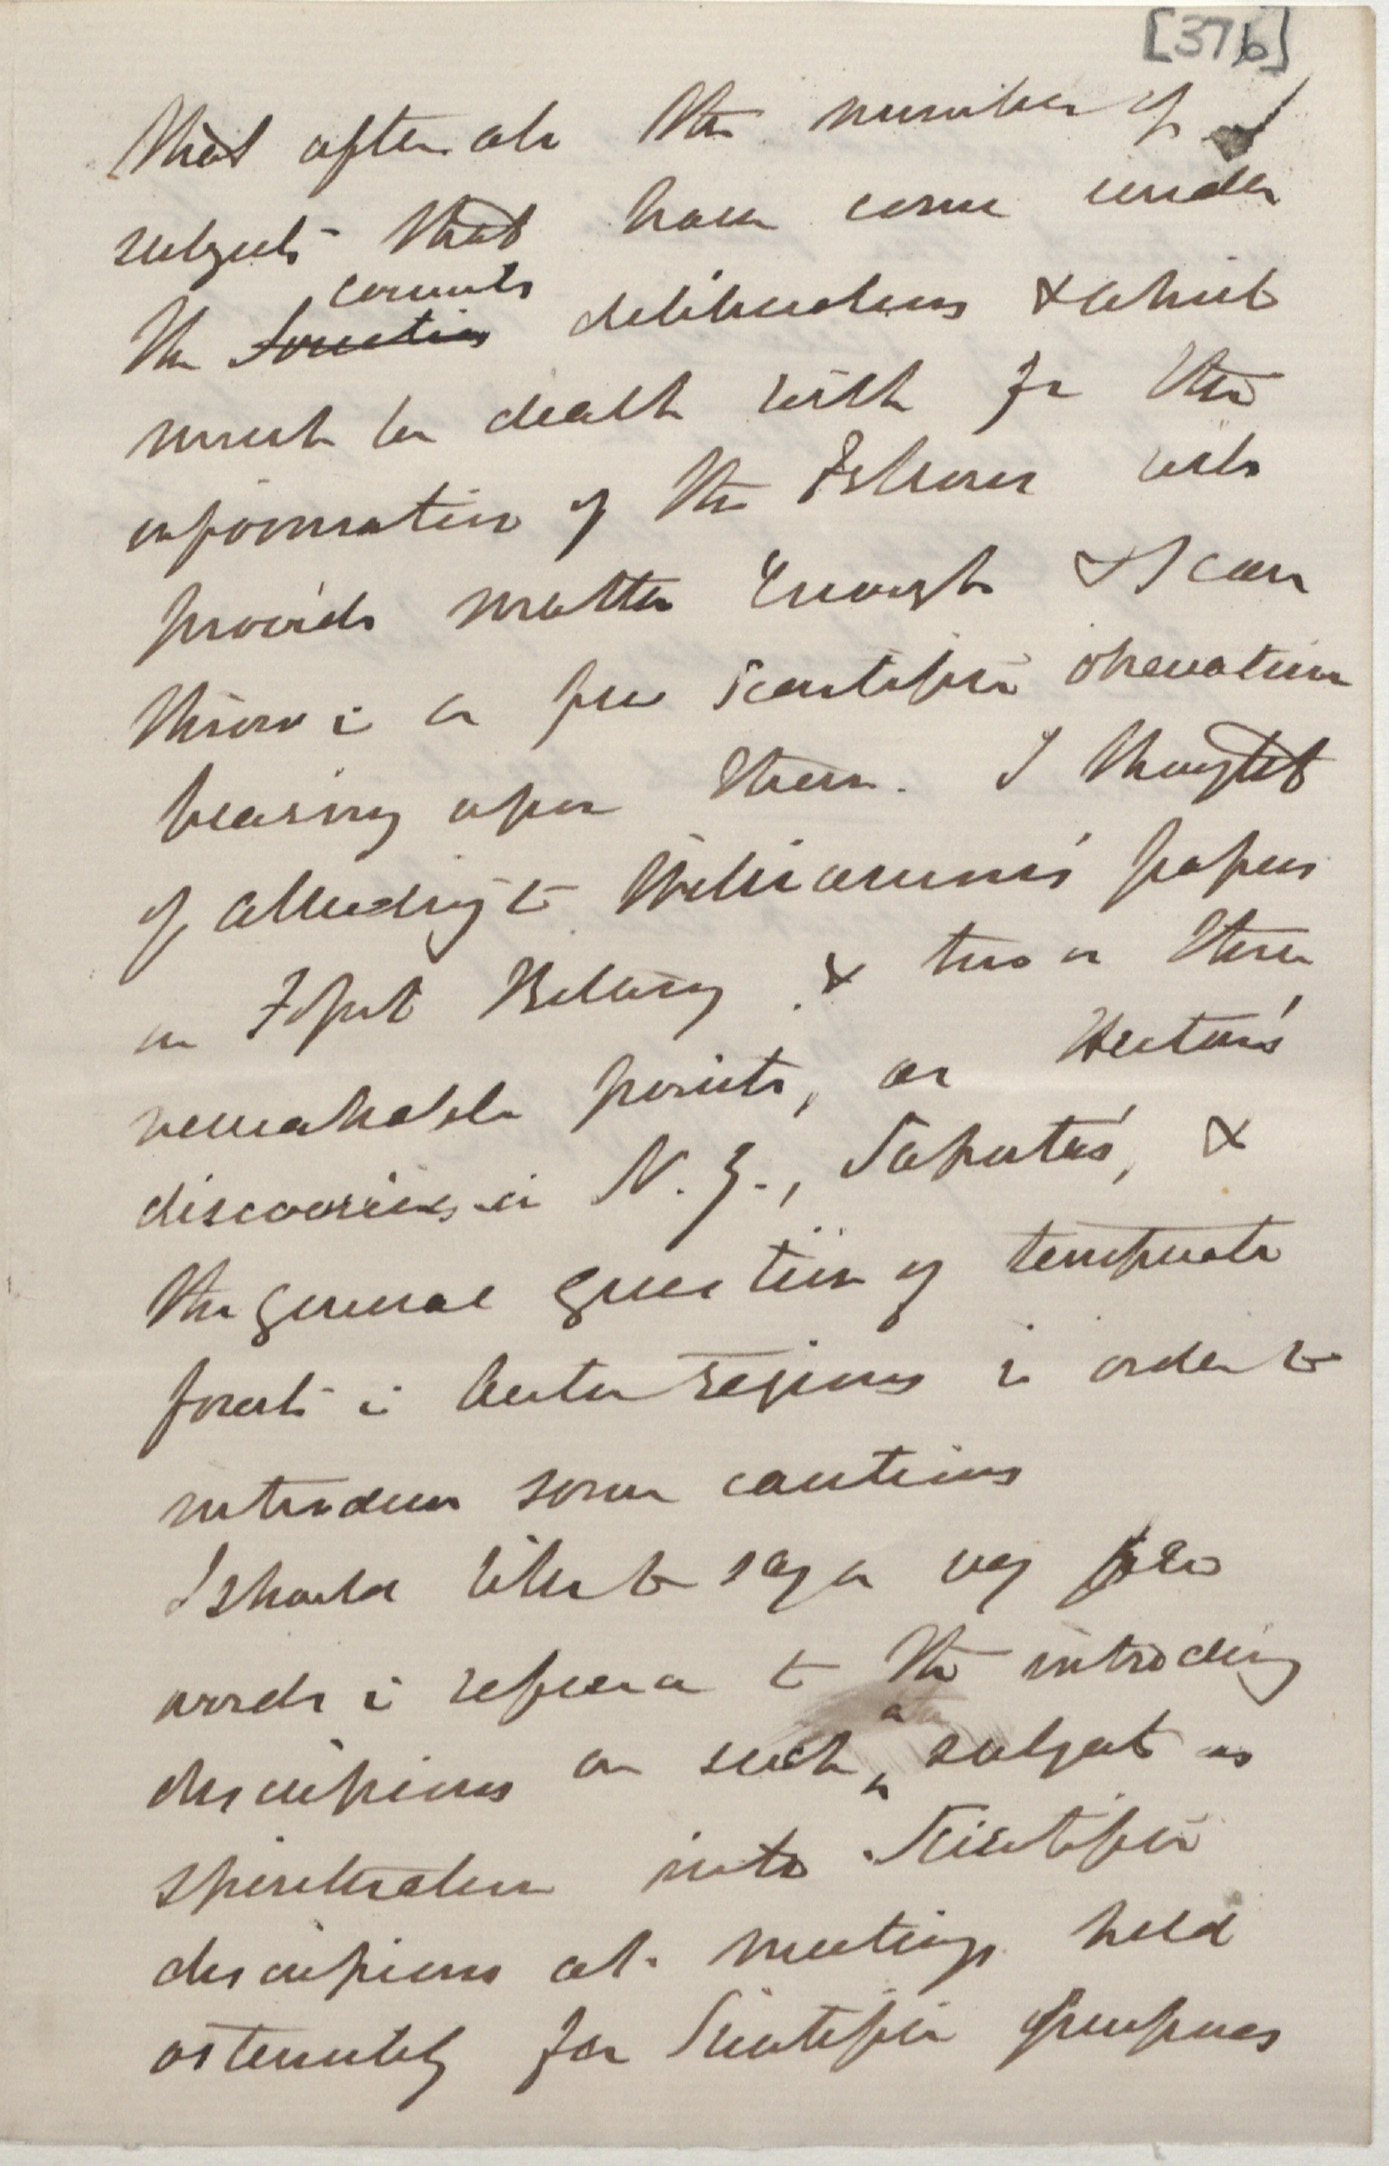 [37b]
that after all the number of
subjects that have come under
the ~~Societies~~ councils deliberations & which
must be dealt with for the
information of the Fellows will
provide matter enough & I can
throw in a few scientific observations
bearing upon them. I thought
of alluding to Williamson's papers
on Fossil Botany & two or three
remarkable points, as Hector's
discoveries in N. Z., Saporta's, &
the general question of temperate
forests in Arctic regions in order to
introduce some cautions
I should like to say a very few
words in reference to the introducing
discussions on such a subject as
spiritualism into Scientific
discussions at meetings held
ostensibly for Scientific purposes